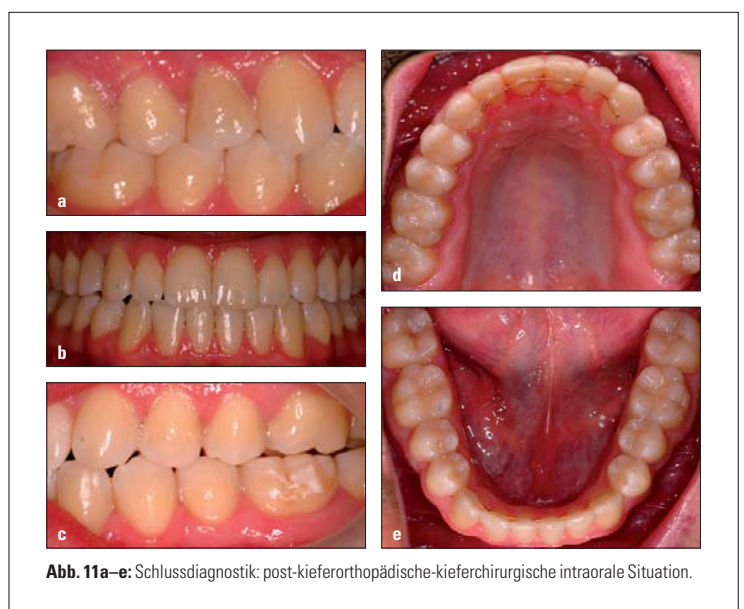 a
b
c
d
e
Abb. 11a–e: Schlussdiagnostik: post-kieferorthopädische-kieferchirurgische intraorale Situation.